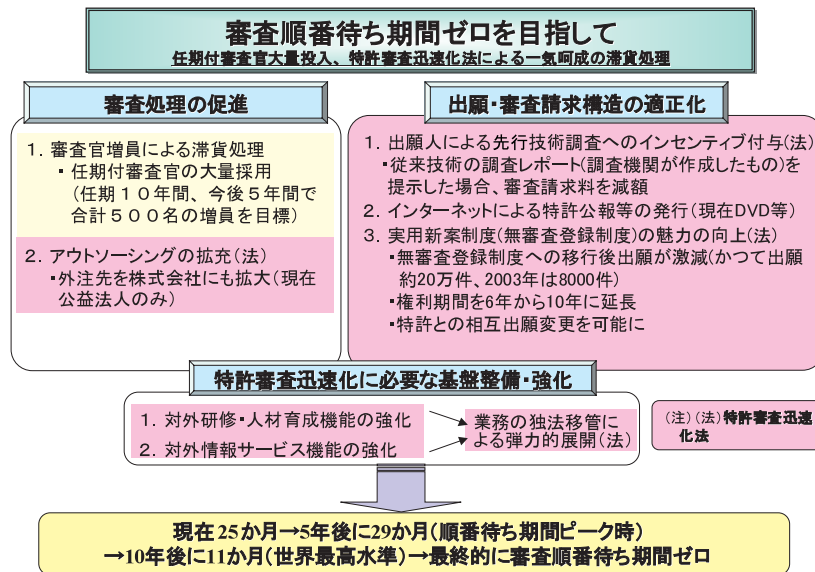 審査順番待ち期間ゼロを目指して
任期付審査官大量投入、特許審査迅速化法による一気呵成の滞貨処理
審査処理の促進
1．審査官増員による滞貨処理
・ 任期付審査官の大量採用
（任期１０年間、今後５年間で
合計５００名の増員を目標）
2．アウトソーシングの拡充（法）
・外注先を株式会社にも拡大（現在
公益法人のみ）
出願・審査請求構造の適正化
1．出願人による先行技術調査へのインセンティブ付与（法）
・従来技術の調査レポート（調査機関が作成したもの）を
提示した場合、審査請求料を減額
2．インターネットによる特許公報等の発行（現在DVD等）
3．実用新案制度（無審査登録制度）の魅力の向上（法）
・無審査登録制度への移行後出願が激減（かつて出願
約20万件、2003年は8000件）
・権利期間を6年から10年に延長
・特許との相互出願変更を可能に
特許審査迅速化に必要な基盤整備・強化
1．対外研修・人材育成機能の強化
2．対外情報サービス機能の強化
業務の独法移管に
よる弾力的展開（法）
（注）（法）特許審査迅速
化法
現在25か月→5年後に29か月（順番待ち期間ピーク時）
→10年後に11か月（世界最高水準）→最終的に審査順番待ち期間ゼロ